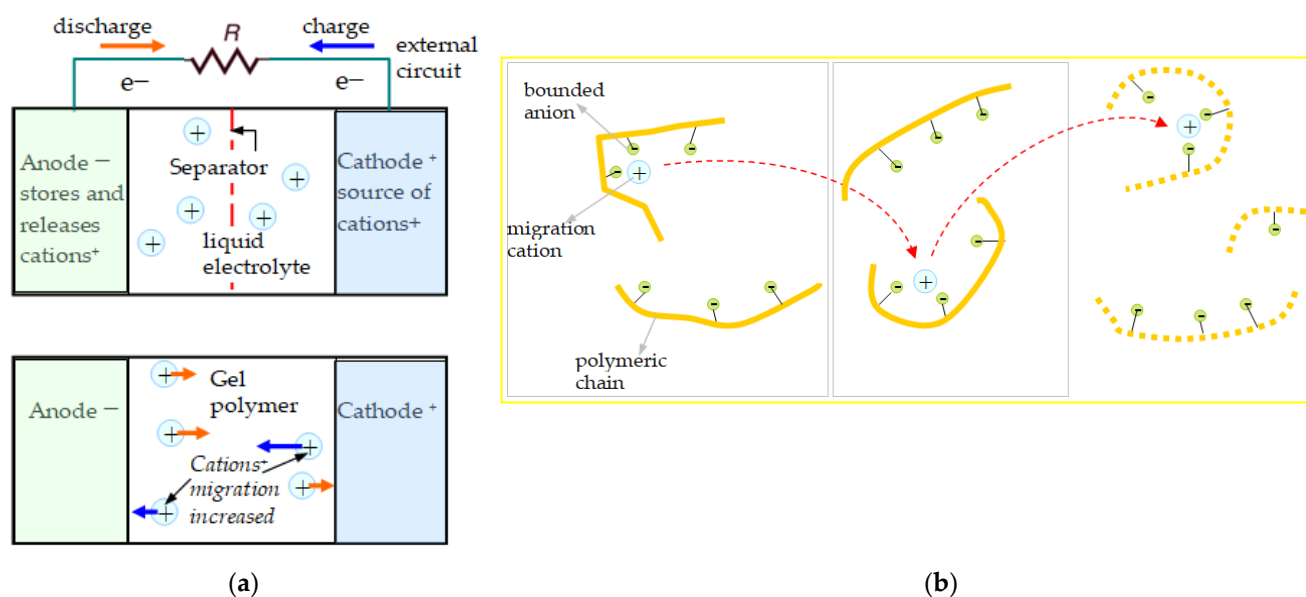 discharge
R
charge
external
circuit
e−
e−
Anode −
stores and
releases
cations⁺
+
Separator
+
+
+
+
liquid
electrolyte
Cathode ⁺
source of
cations+
Anode −
+
Gel
polymer
+
+
Cations⁺
migration
increased
+
+
Cathode ⁺
(a)
bounded
anion
-
-
-
+
migration
cation
-
-
-
polymeric
chain
-
-
-
-
-
-
+
-
-
-
+
-
-
-
-
(b)